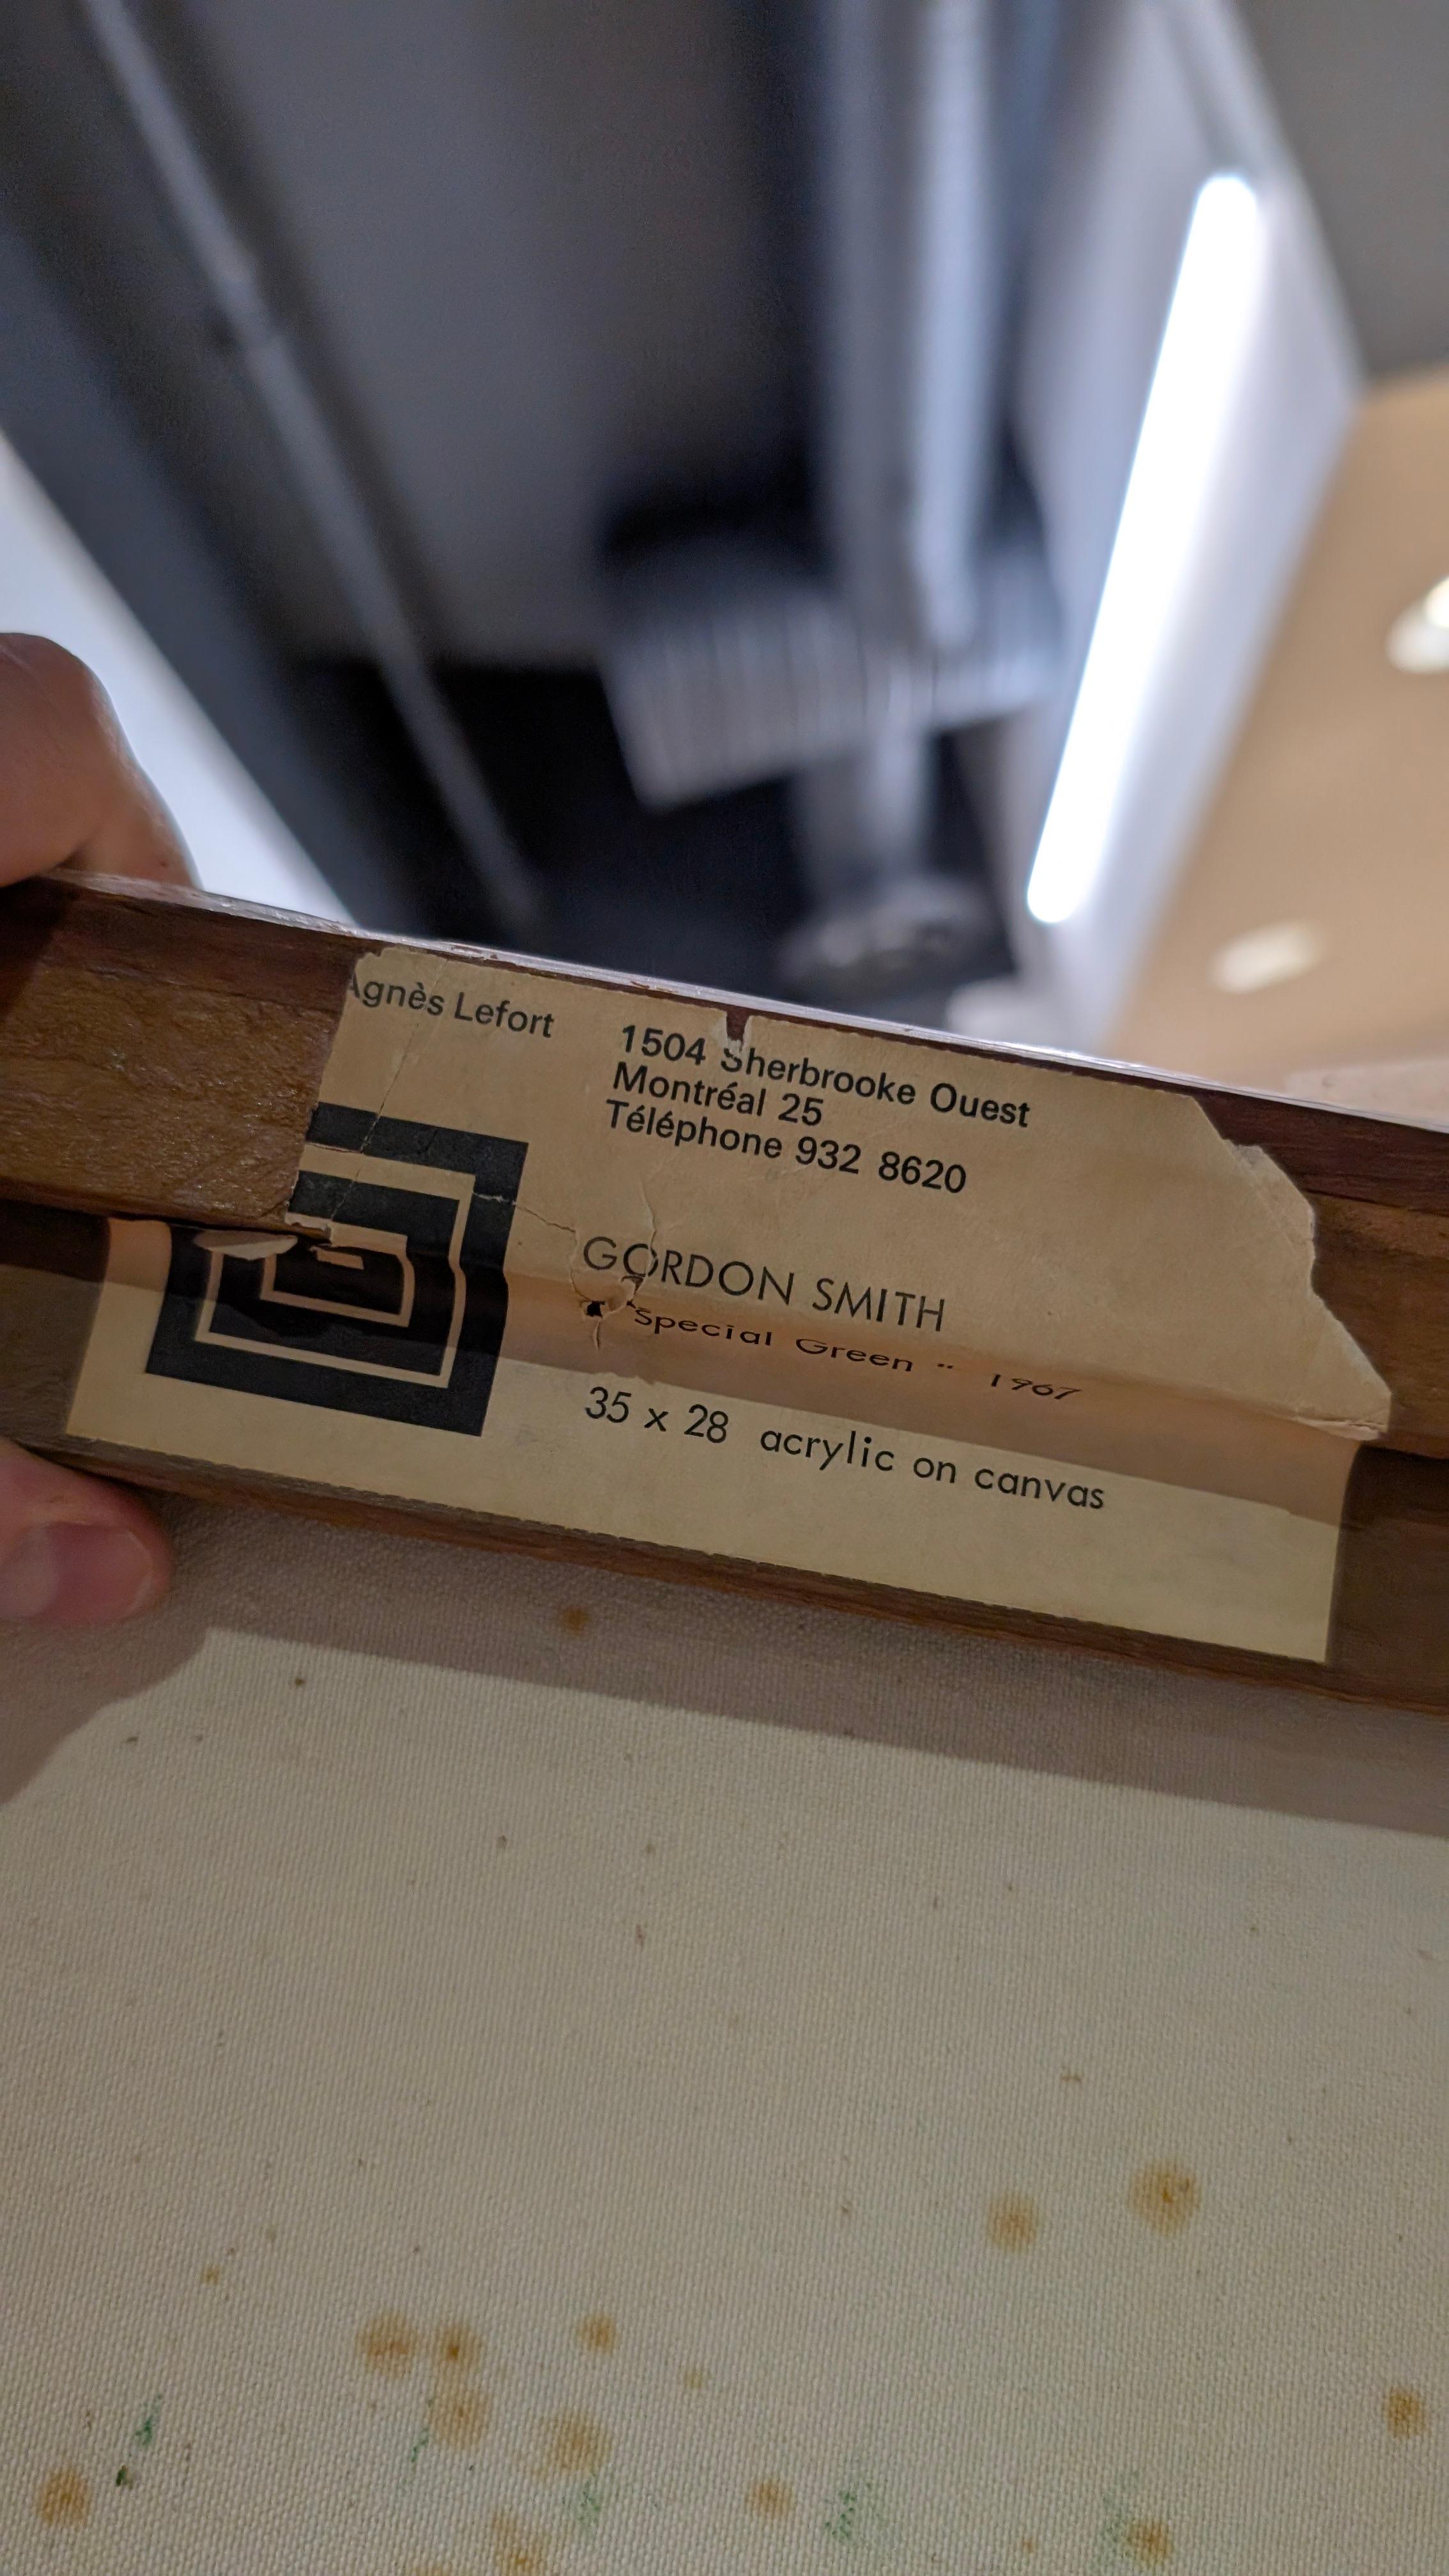 Agnès Lefort
1504 Sherbrooke Ouest
Montréal 25
Téléphone 932 8620
GORDON SMITH
"Special Green" 1967
35 x 28 acrylic on canvas